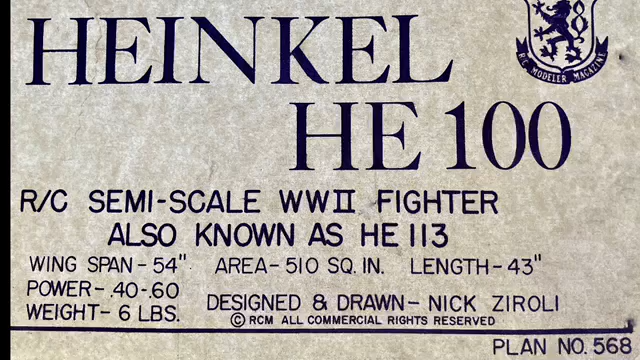 HEINKEL
HE 100
R/C MODELER MAGAZINE
R/C SEMI-SCALE WWII FIGHTER
ALSO KNOWN AS HE 113
WING SPAN-54" AREA-510 SQ. IN. LENGTH-43"
POWER-.40-.60
WEIGHT-6 LBS.
DESIGNED & DRAWN- NICK ZIROLI
© RCM ALL COMMERCIAL RIGHTS RESERVED
PLAN NO. 568